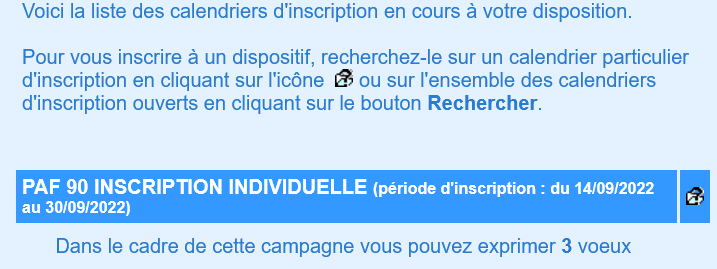 Voici la liste des calendriers d'inscription en cours à votre disposition.
Pour vous inscrire à un dispositif, recherchez-le sur un calendrier particulier
d'inscription en cliquant sur l'icône ou sur l'ensemble des calendriers
d'inscription ouverts en cliquant sur le bouton Rechercher.
PAF 90 INSCRIPTION INDIVIDUELLE (période d'inscription : du 14/09/2022
au 30/09/2022)
Dans le cadre de cette campagne vous pouvez exprimer 3 voeux